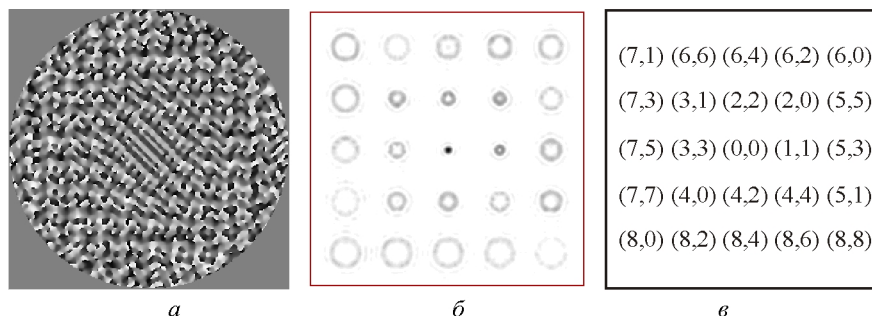 (7,1) (6,6) (6,4) (6,2) (6,0)
(7,3) (3,1) (2,2) (2,0) (5,5)
(7,5) (3,3) (0,0) (1,1) (5,3)
(7,7) (4,0) (4,2) (4,4) (5,1)
(8,0) (8,2) (8,4) (8,6) (8,8)
а б в